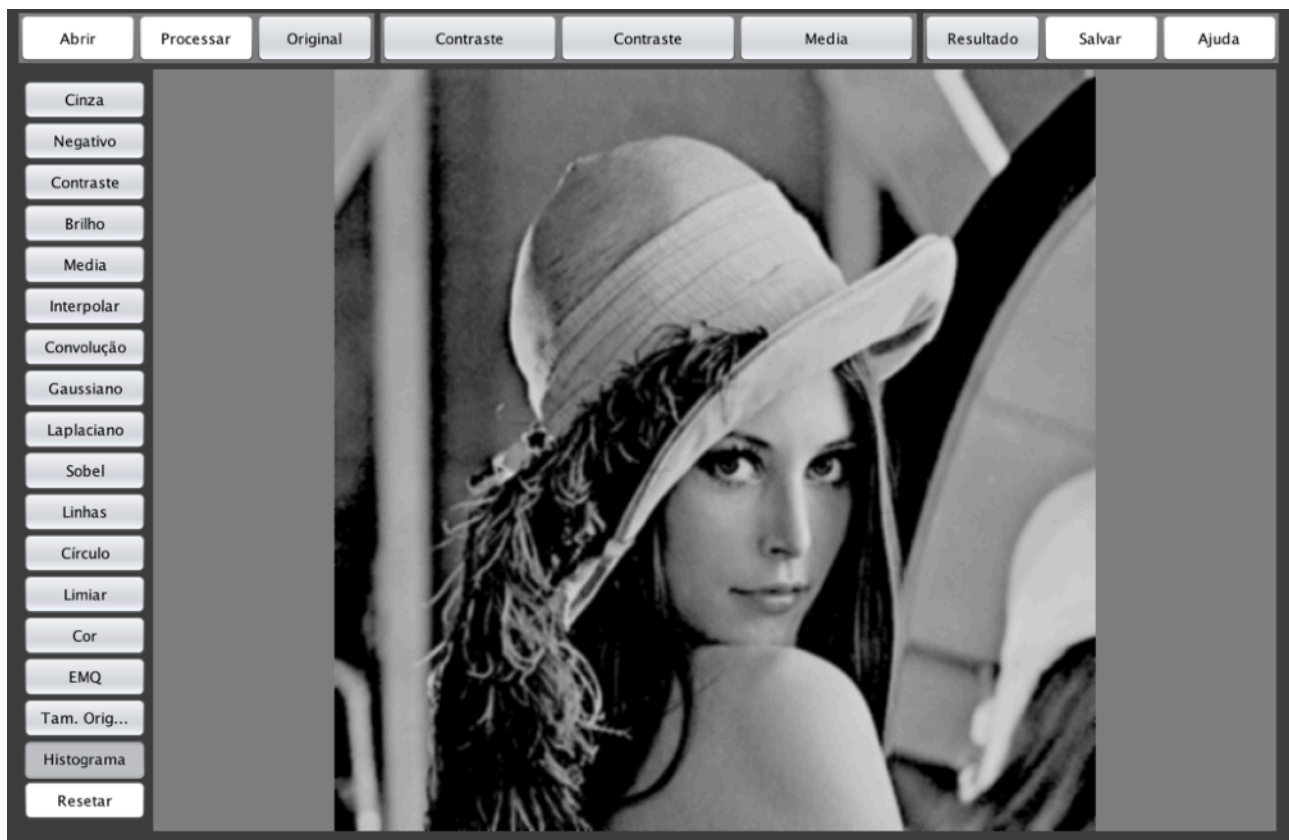 Abrir Processar Original Contraste Contraste Media Resultado Salvar Ajuda
Cinza
Negativo
Contraste
Brilho
Media
Interpolar
Convolução
Gaussiano
Laplaciano
Sobel
Linhas
Círculo
Limiar
Cor
EMQ
Tam. Orig...
Histograma
Resetar